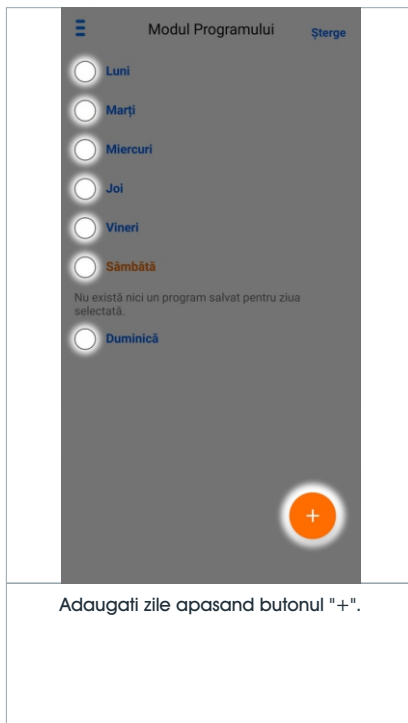 Modul Programului
Șterge
Luni
Marți
Miercuri
Joi
Vineri
Sâmbătă
Nu există nici un program salvat pentru ziua
selectată.
Duminică
+
Adaugati zile apasand butonul "+".